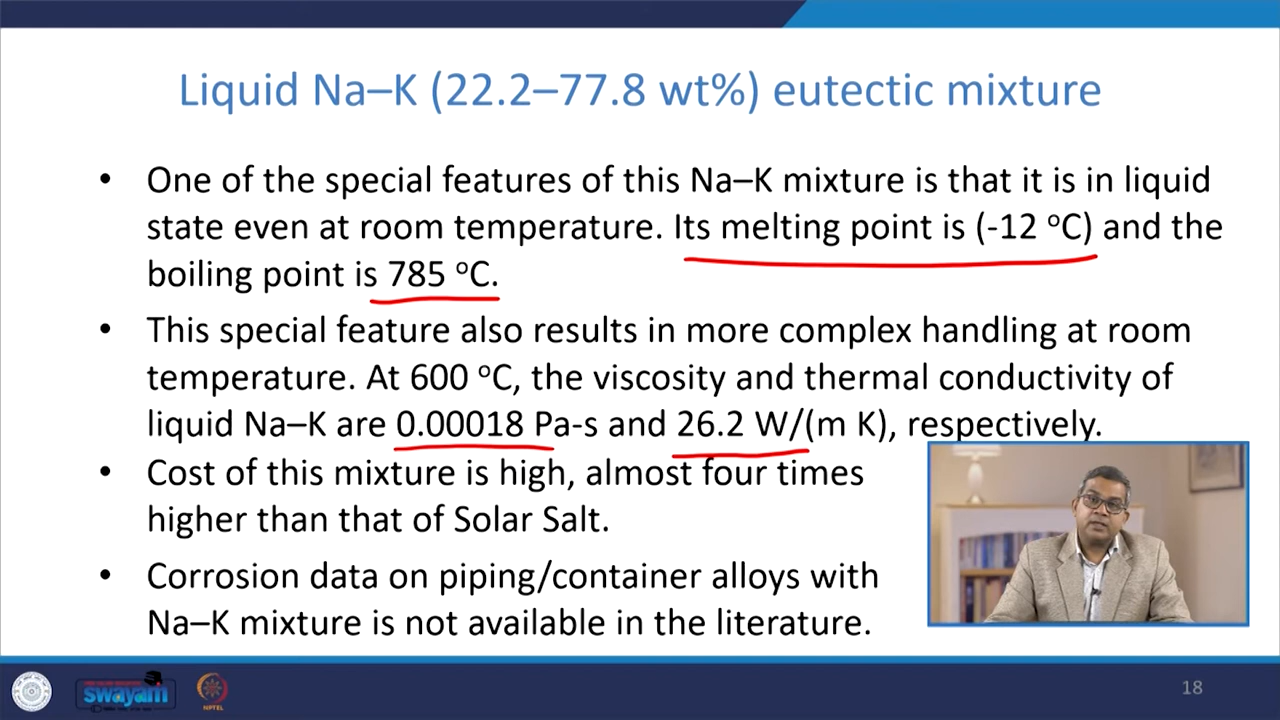 Liquid Na–K (22.2–77.8 wt%) eutectic mixture
• One of the special features of this Na–K mixture is that it is in liquid
state even at room temperature. Its melting point is (-12 ᵒC) and the
boiling point is 785 ᵒC.
• This special feature also results in more complex handling at room
temperature. At 600 ᵒC, the viscosity and thermal conductivity of
liquid Na–K are 0.00018 Pa-s and 26.2 W/(m K), respectively.
• Cost of this mixture is high, almost four times
higher than that of Solar Salt.
• Corrosion data on piping/container alloys with
Na–K mixture is not available in the literature.
swayam
NPTEL
18